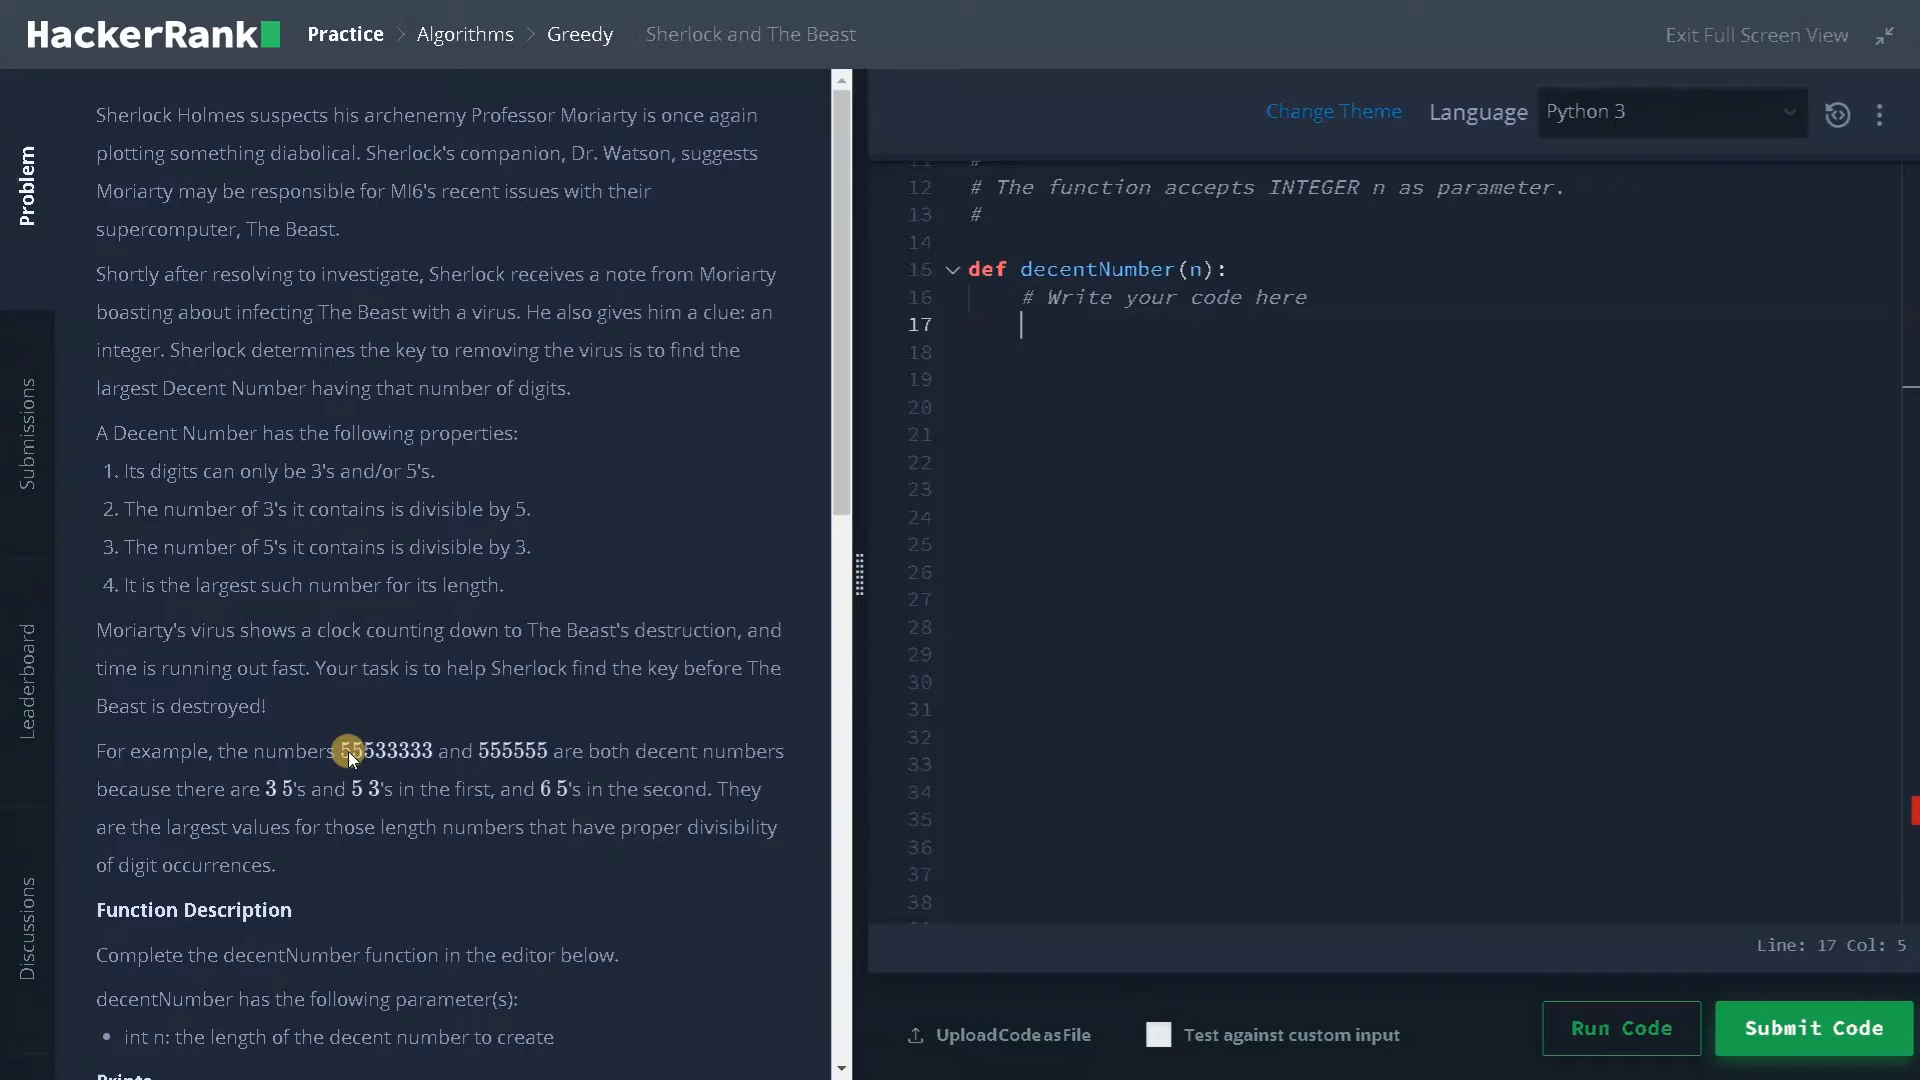 HackerRank
Practice > Algorithms > Greedy Sherlock and The Beast
Exit Full Screen View
Problem
Submissions
Leaderboard
Discussions
Sherlock Holmes suspects his archenemy Professor Moriarty is once again
plotting something diabolical. Sherlock's companion, Dr. Watson, suggests
Moriarty may be responsible for MI6's recent issues with their
supercomputer, The Beast.
Shortly after resolving to investigate, Sherlock receives a note from Moriarty
boasting about infecting The Beast with a virus. He also gives him a clue: an
integer. Sherlock determines the key to removing the virus is to find the
largest Decent Number having that number of digits.
A Decent Number has the following properties:
1. Its digits can only be 3's and/or 5's.
2. The number of 3's it contains is divisible by 5.
3. The number of 5's it contains is divisible by 3.
4. It is the largest such number for its length.
Moriarty's virus shows a clock counting down to The Beast's destruction, and
time is running out fast. Your task is to help Sherlock find the key before The
Beast is destroyed!
For example, the numbers 55533333 and 555555 are both decent numbers
because there are 3 5's and 5 3's in the first, and 6 5's in the second. They
are the largest values for those length numbers that have proper divisibility
of digit occurrences.
Function Description
Complete the decentNumber function in the editor below.
decentNumber has the following parameter(s):
• int n: the length of the decent number to create
Prints
Change Theme Language Python 3
11 #
12 # The function accepts INTEGER n as parameter.
13 #
14
15 def decentNumber(n):
16 # Write your code here
17
18
19
20
21
22
23
24
25
26
27
28
29
30
31
32
33
34
35
36
37
38
Line: 17 Col: 5
Upload Code as File
Test against custom input
Run Code
Submit Code